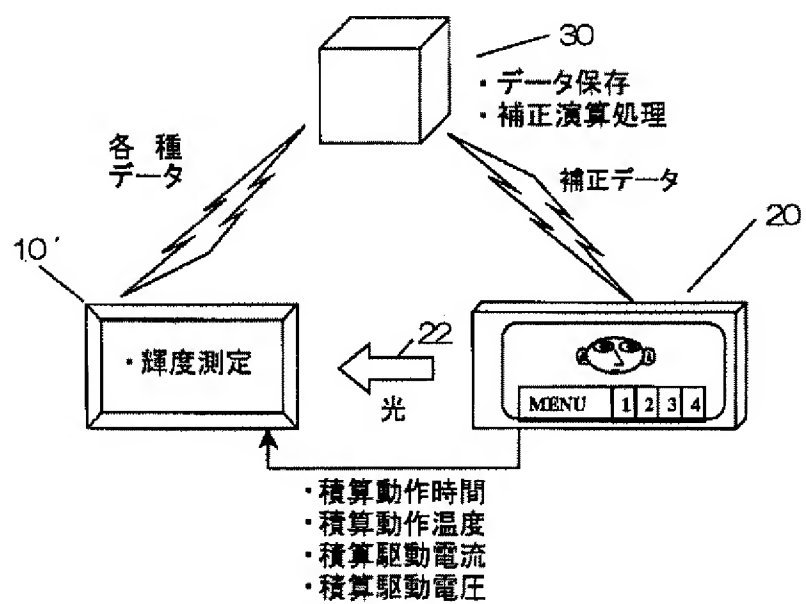 30
・データ保存
・補正演算処理
各種
データ
補正データ
10′
20
・輝度測定
22
光
MENU 1 2 3 4
・積算動作時間
・積算動作温度
・積算駆動電流
・積算駆動電圧